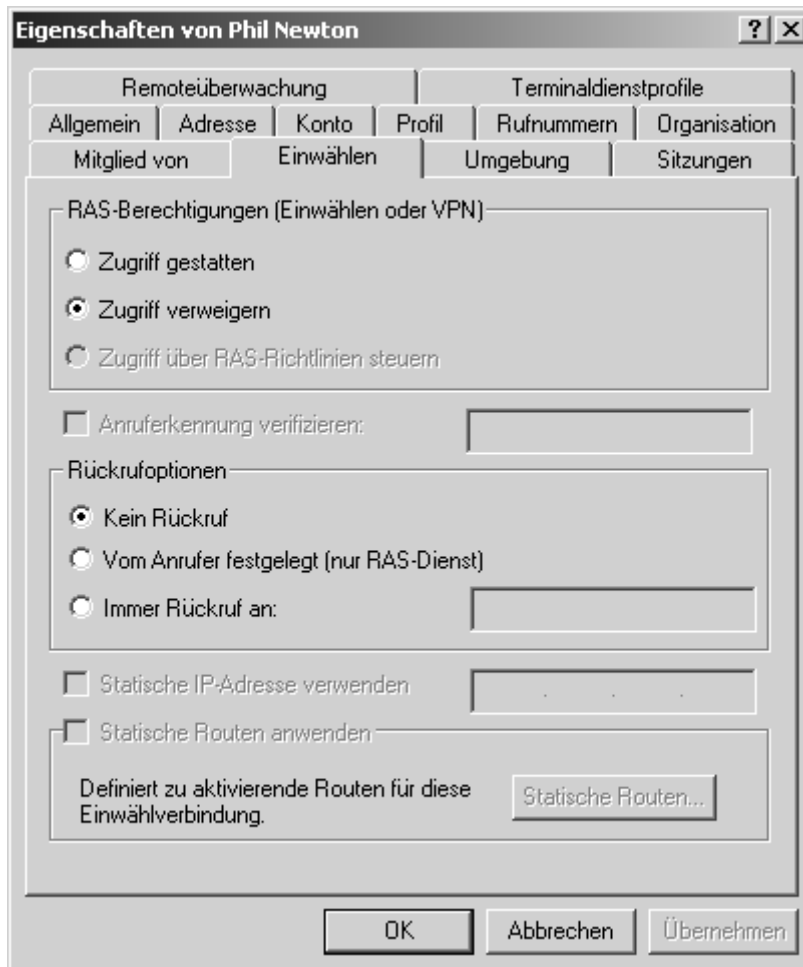 Eigenschaften von Phil Newton
Remoteüberwachung Terminaldienstprofile
Allgemein Adresse Konto Profil Rufnummern Organisation
Mitglied von Einwählen Umgebung Sitzungen
RAS-Berechtigungen (Einwählen oder VPN)
Zugriff gestatten
Zugriff verweigern
Zugriff über RAS-Richtlinien steuern
Anruferkennung verifizieren:
Rückrufoptionen
Kein Rückruf
Vom Anrufer festgelegt (nur RAS-Dienst)
Immer Rückruf an:
Statische IP-Adresse verwenden . . .
Statische Routen anwenden
Definiert zu aktivierende Routen für diese
Einwählverbindung.
Statische Routen...
OK Abbrechen Übernehmen